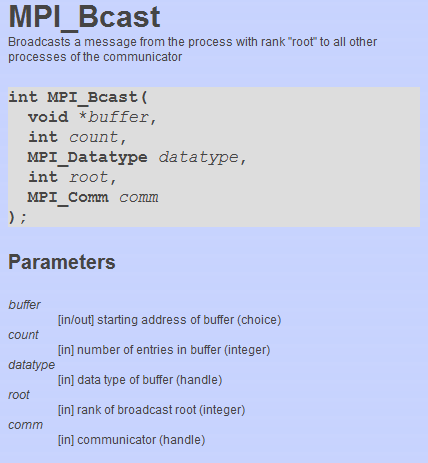 MPI_Bcast
Broadcasts a message from the process with rank "root" to all other
processes of the communicator
int MPI_Bcast(
void *buffer,
int count,
MPI_Datatype datatype,
int root,
MPI_Comm comm
);
Parameters
buffer
[in/out] starting address of buffer (choice)
count
[in] number of entries in buffer (integer)
datatype
[in] data type of buffer (handle)
root
[in] rank of broadcast root (integer)
comm
[in] communicator (handle)